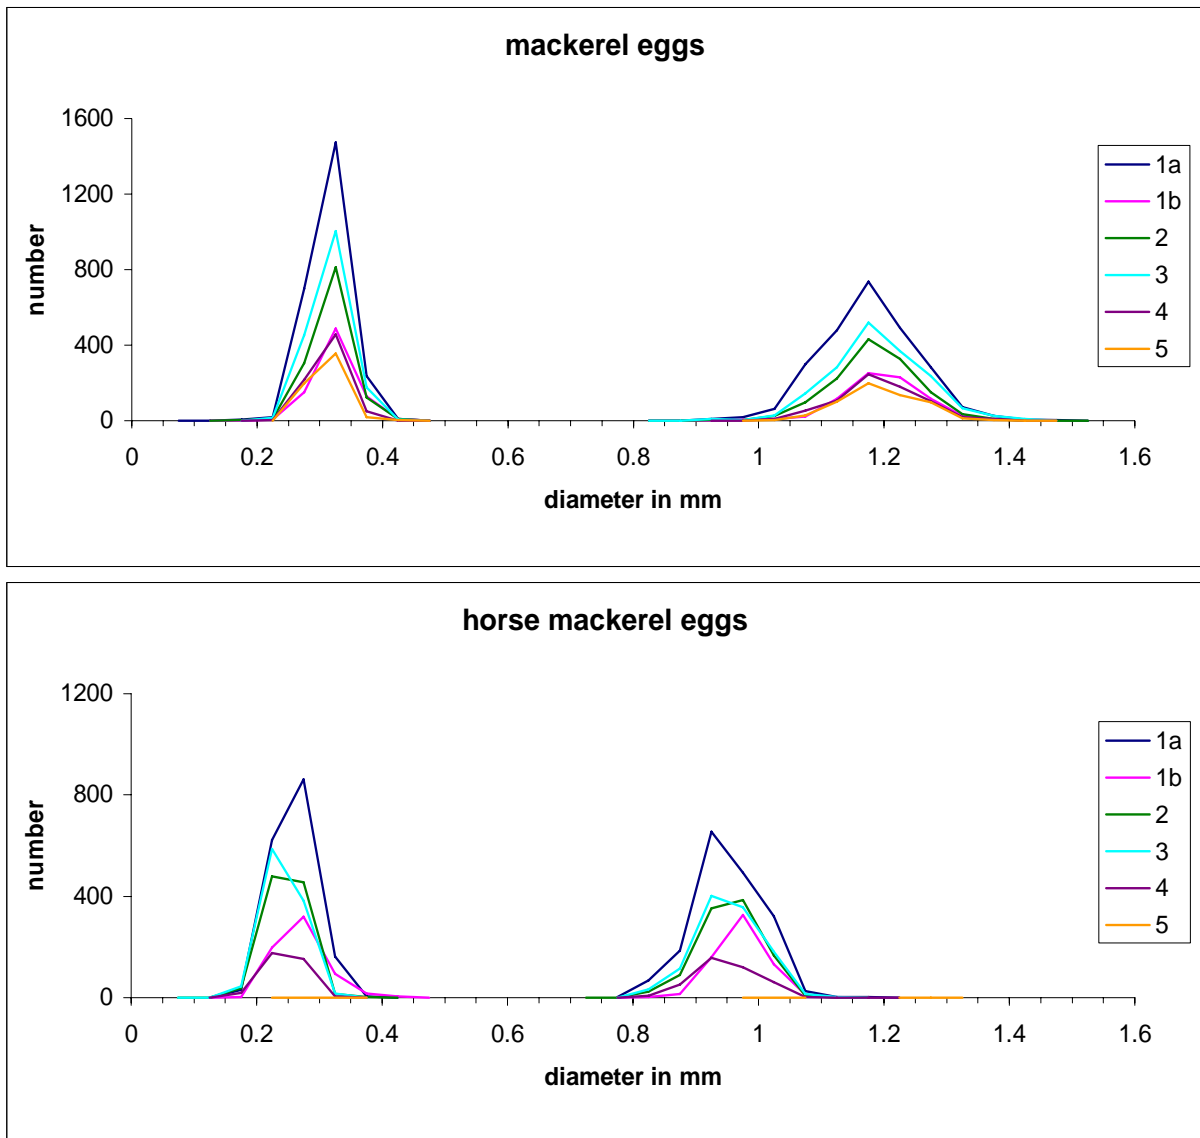 mackerel eggs
1600
1200
800
400
0
number
0 0.2 0.4 0.6 0.8 1 1.2 1.4 1.6
diameter in mm
1a
1b
2
3
4
5
horse mackerel eggs
1200
800
400
0
number
0 0.2 0.4 0.6 0.8 1 1.2 1.4 1.6
diameter in mm
1a
1b
2
3
4
5